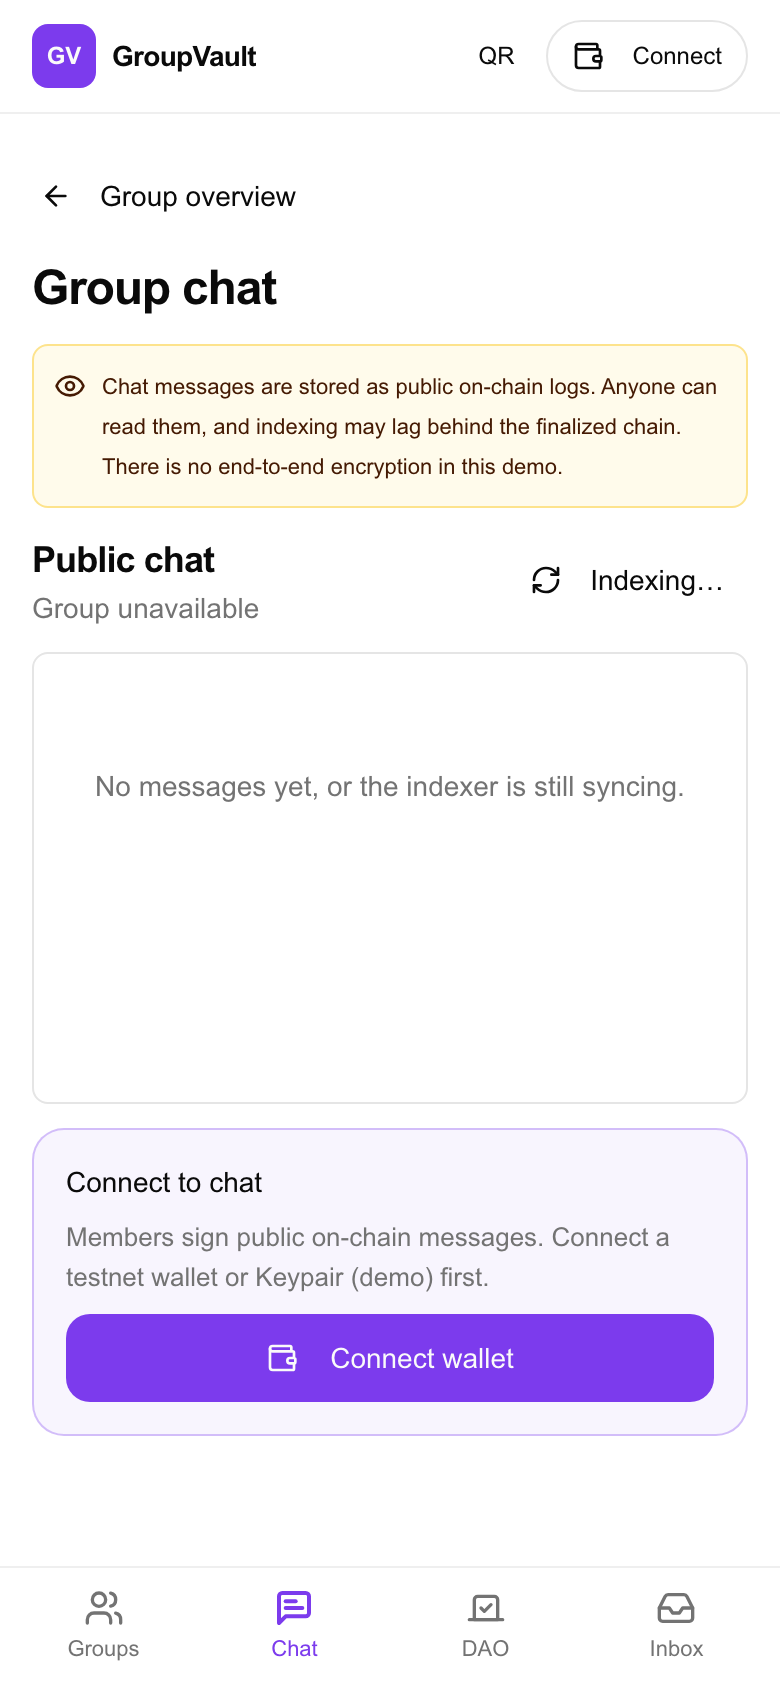 GV
GroupVault
QR
Connect
Group overview
Group chat
Chat messages are stored as public on-chain logs. Anyone can
read them, and indexing may lag behind the finalized chain.
There is no end-to-end encryption in this demo.
Public chat
Group unavailable
Indexing…
No messages yet, or the indexer is still syncing.
Connect to chat
Members sign public on-chain messages. Connect a
testnet wallet or Keypair (demo) first.
Connect wallet
Groups
Chat
DAO
Inbox